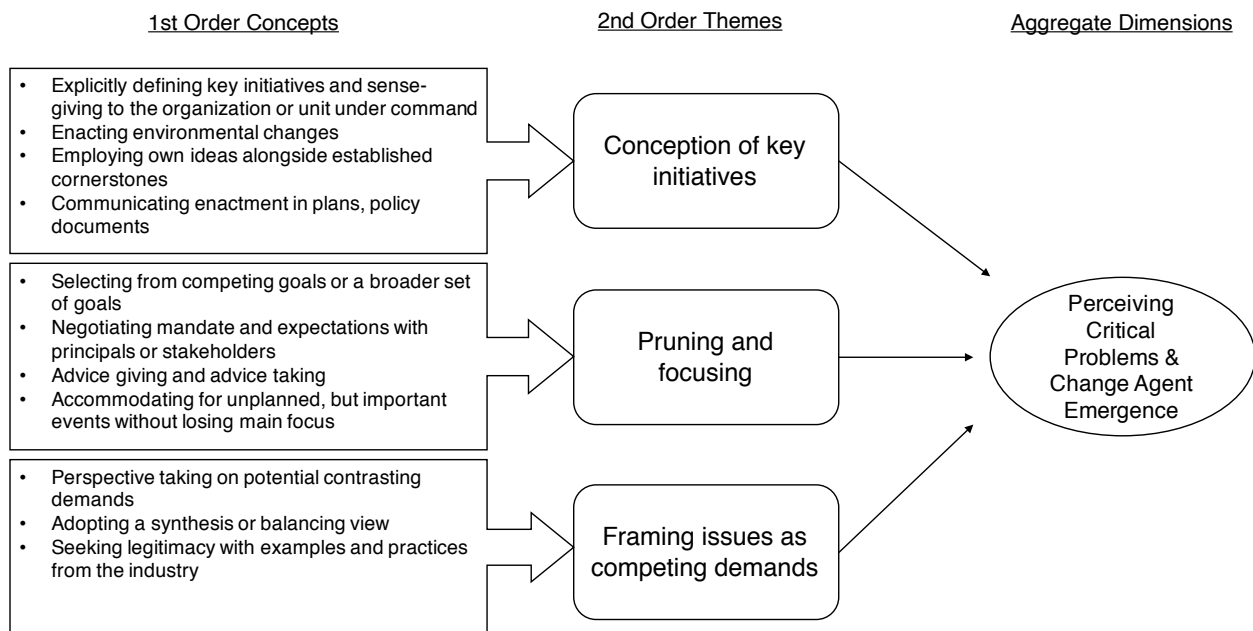 1st Order Concepts
2nd Order Themes
Aggregate Dimensions
• Explicitly defining key initiatives and sense-
giving to the organization or unit under command
• Enacting environmental changes
• Employing own ideas alongside established
cornerstones
• Communicating enactment in plans, policy
documents
Conception of key
initiatives
• Selecting from competing goals or a broader set
of goals
• Negotiating mandate and expectations with
principals or stakeholders
• Advice giving and advice taking
• Accommodating for unplanned, but important
events without losing main focus
Pruning and
focusing
• Perspective taking on potential contrasting
demands
• Adopting a synthesis or balancing view
• Seeking legitimacy with examples and practices
from the industry
Framing issues as
competing demands
Perceiving
Critical
Problems &
Change Agent
Emergence